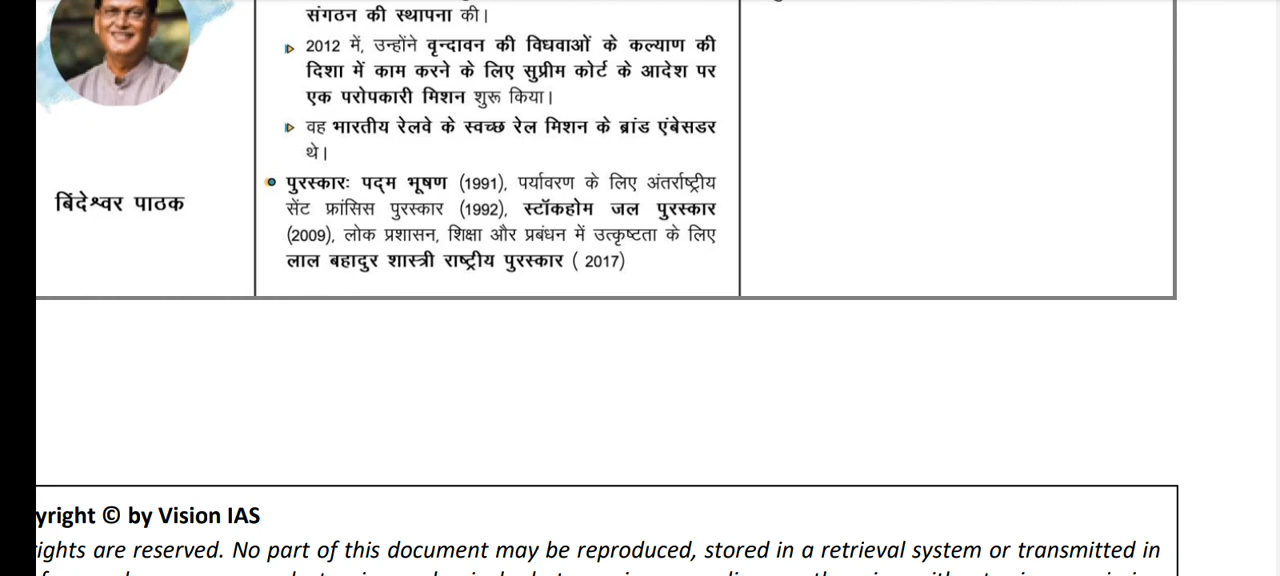 संगठन की स्थापना की।
2012 में, उन्होंने वृन्दावन की विधवाओं के कल्याण की
दिशा में काम करने के लिए सुप्रीम कोर्ट के आदेश पर
एक परोपकारी मिशन शुरू किया।
वह भारतीय रेलवे के स्वच्छ रेल मिशन के ब्रांड एंबेसडर
थे।
बिंदेश्वर पाठक
पुरस्कारः पद्म भूषण (1991), पर्यावरण के लिए अंतर्राष्ट्रीय
सेंट फ्रांसिस पुरस्कार (1992), स्टॉकहोम जल पुरस्कार
(2009), लोक प्रशासन, शिक्षा और प्रबंधन में उत्कृष्टता के लिए
लाल बहादुर शास्त्री राष्ट्रीय पुरस्कार ( 2017)
yright © by Vision IAS
ights are reserved. No part of this document may be reproduced, stored in a retrieval system or transmitted in